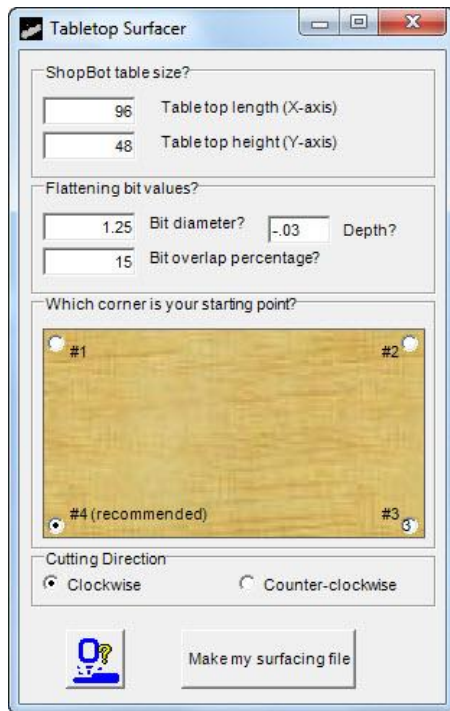 Tabletop Surfacer
ShopBot table size?
96 Table top length (X-axis)
48 Table top height (Y-axis)
Flattening bit values?
1.25 Bit diameter? -.03 Depth?
15 Bit overlap percentage?
Which corner is your starting point?
#1 #2
#4 (recommended) #3 3
Cutting Direction
Clockwise Counter-clockwise
? Make my surfacing file